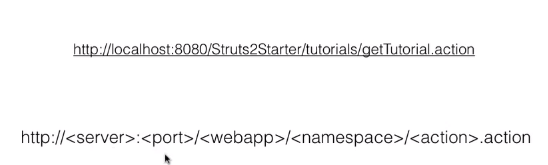 http://localhost:8080/Struts2Starter/tutorials/getTutorial.action
http://<server>:<port>/<webapp>/<namespace>/<action>.action